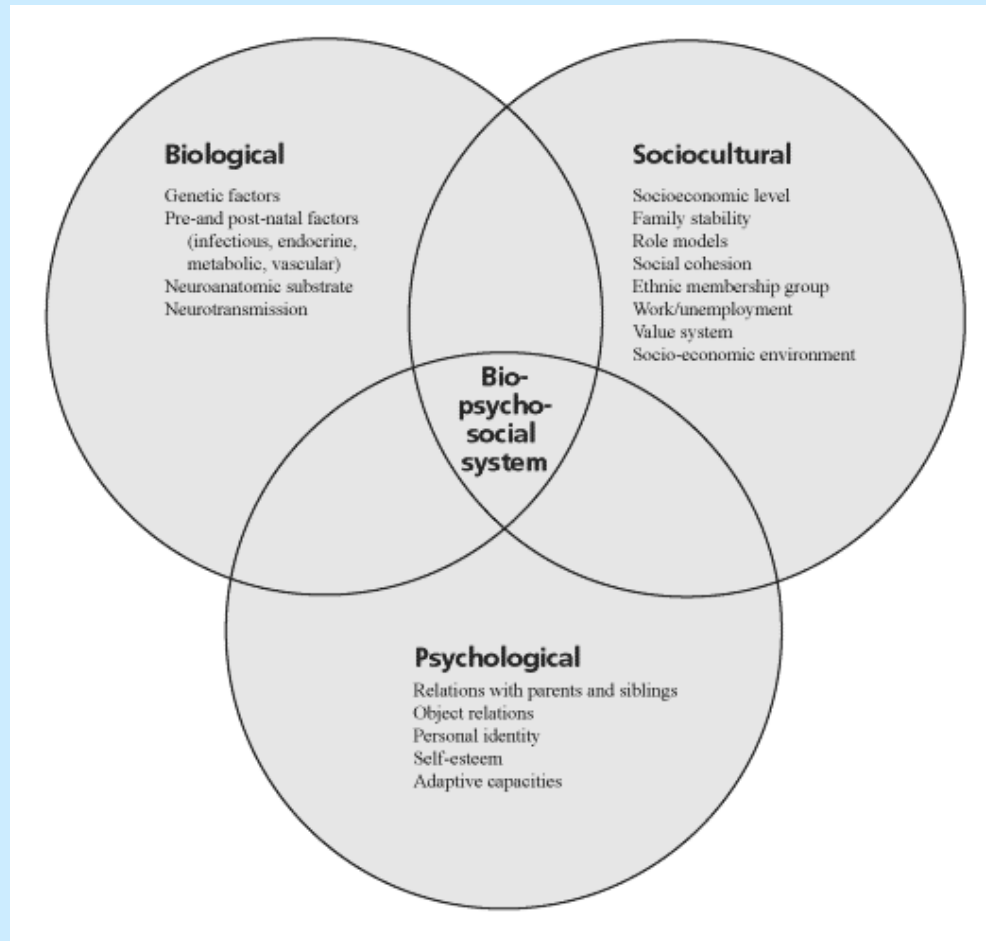 Biological
Genetic factors
Pre-and post-natal factors
(infectious, endocrine,
metabolic, vascular)
Neuroanatomic substrate
Neurotransmission
Sociocultural
Socioeconomic level
Family stability
Role models
Social cohesion
Ethnic membership group
Work/unemployment
Value system
Socio-economic environment
Bio-
psycho-
social
system
Psychological
Relations with parents and siblings
Object relations
Personal identity
Self-esteem
Adaptive capacities